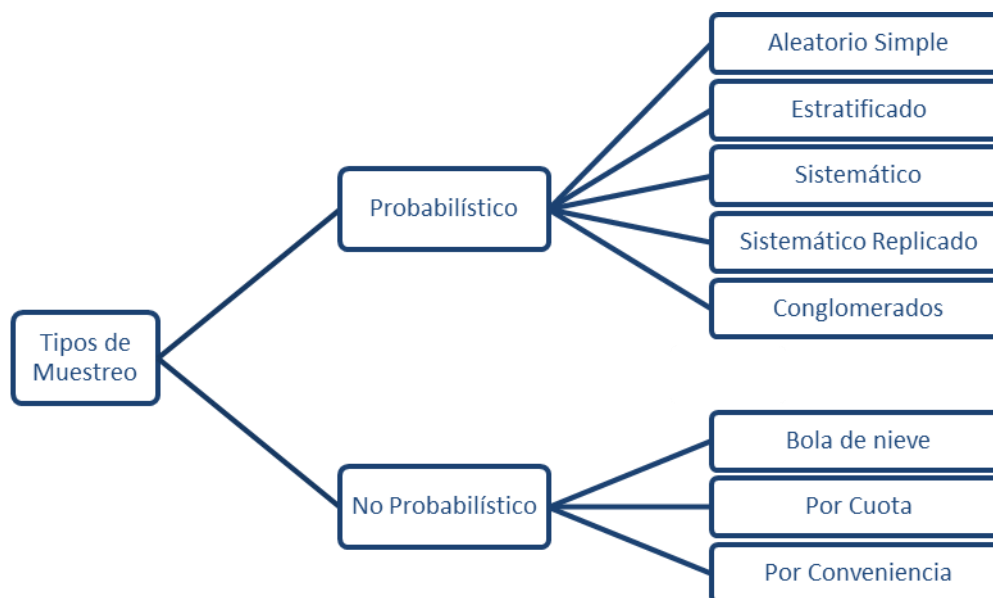 Tipos de
Muestreo
Probabilístico
Aleatorio Simple
Estratificado
Sistemático
Sistemático Replicado
Conglomerados
No Probabilístico
Bola de nieve
Por Cuota
Por Conveniencia